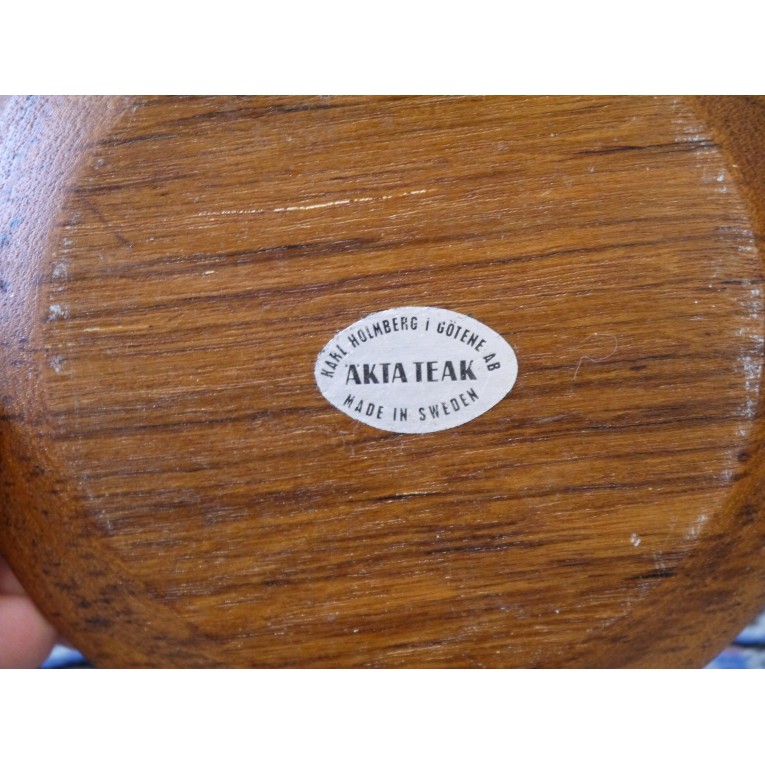 KARL HOLMBERG i GÖTENE AB
ÄKTA TEAK
MADE IN SWEDEN